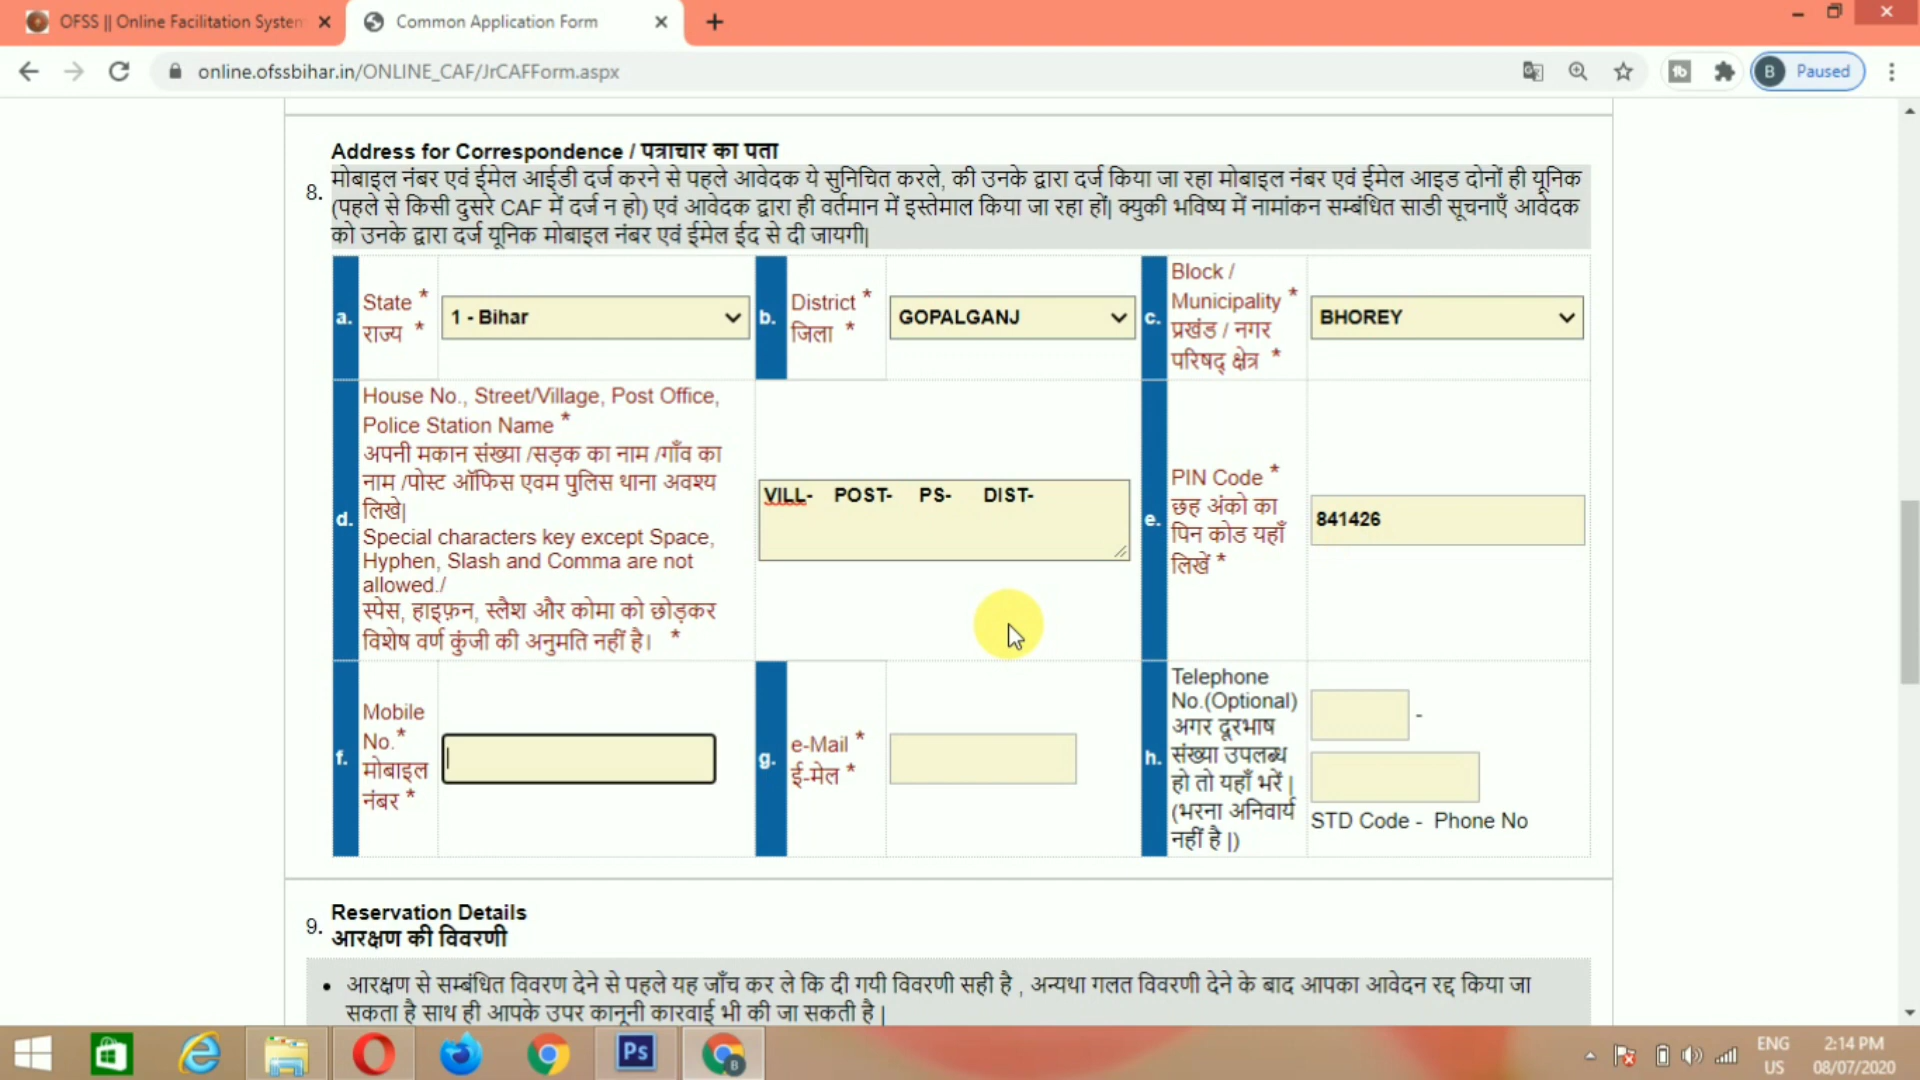 OFSS || Online Facilitation System
Common Application Form
online.ofssbihar.in/ONLINE_CAF/JrCAFForm.aspx
B Paused
Address for Correspondence / पत्राचार का पता
8.
मोबाइल नंबर एवं ईमेल आईडी दर्ज करने से पहले आवेदक ये सुनिचित करले, की उनके द्वारा दर्ज किया जा रहा मोबाइल नंबर एवं ईमेल आइड दोनों ही यूनिक
(पहले से किसी दुसरे CAF में दर्ज न हो) एवं आवेदक द्वारा ही वर्तमान में इस्तेमाल किया जा रहा हों| क्युकी भविष्य में नामांकन सम्बंधित साडी सूचनाएँ आवेदक
को उनके द्वारा दर्ज यूनिक मोबाइल नंबर एवं ईमेल ईद से दी जायगी|
a.
State *
राज्य *
1 - Bihar
b.
District *
जिला *
GOPALGANJ
c.
Block /
Municipality *
प्रखंड / नगर
परिषद् क्षेत्र *
BHOREY
d.
House No., Street/Village, Post Office,
Police Station Name *
अपनी मकान संख्या /सड़क का नाम /गाँव का
नाम /पोस्ट ऑफिस एवम पुलिस थाना अवश्य
लिखे|
Special characters key except Space,
Hyphen, Slash and Comma are not
allowed./
स्पेस, हाइफ़न, स्लैश और कोमा को छोड़कर
विशेष वर्ण कुंजी की अनुमति नहीं है। *
VILL- POST- PS- DIST-
e.
PIN Code *
छह अंको का
पिन कोड यहाँ
लिखें *
841426
f.
Mobile
No.*
मोबाइल
नंबर *
g.
e-Mail *
ई-मेल *
h.
Telephone
No.(Optional)
अगर दूरभाष
संख्या उपलब्ध
हो तो यहाँ भरें |
(भरना अनिवार्य
नहीं है |)
-
STD Code - Phone No
9.
Reservation Details
आरक्षण की विवरणी
• आरक्षण से सम्बंधित विवरण देने से पहले यह जाँच कर ले कि दी गयी विवरणी सही है , अन्यथा गलत विवरणी देने के बाद आपका आवेदन रद्द किया जा
सकता है साथ ही आपके उपर कानूनी कारवाई भी की जा सकती है |
Ps
B
ENG
US
2:14 PM
08/07/2020